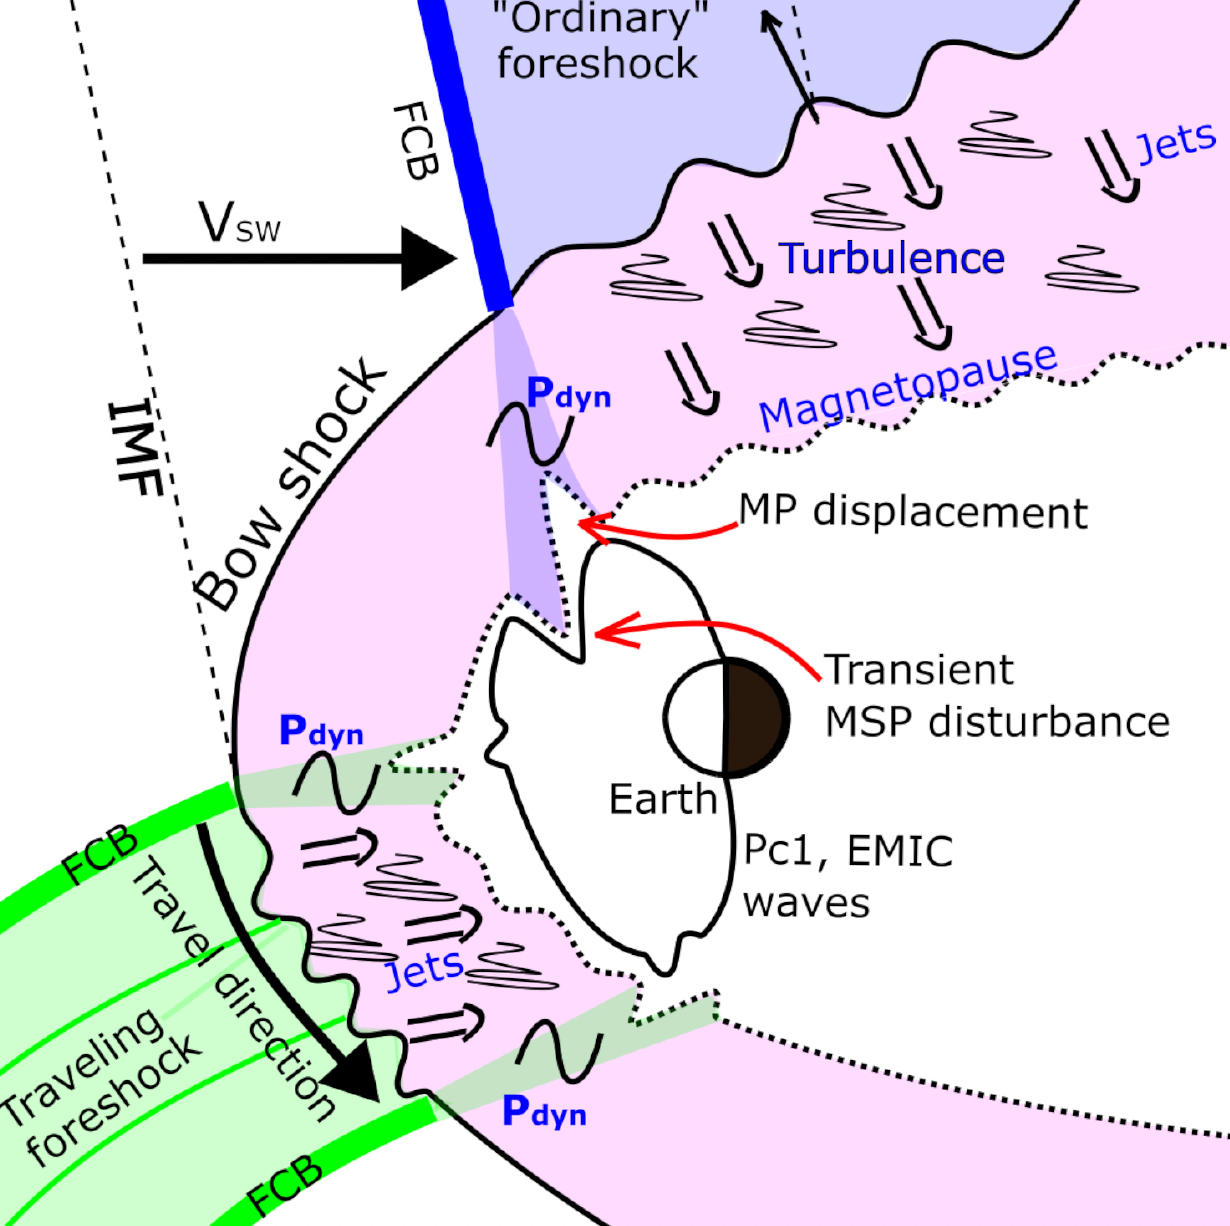 "Ordinary"
foreshock
FCB
Jets
VSW
Turbulence
Bow shock
Magnetopause
Pdyn
IMF
MP displacement
Transient
MSP disturbance
Pdyn
Earth
FCB
Pc1, EMIC
waves
Travel direction
Jets
Traveling
foreshock
Pdyn
FCB